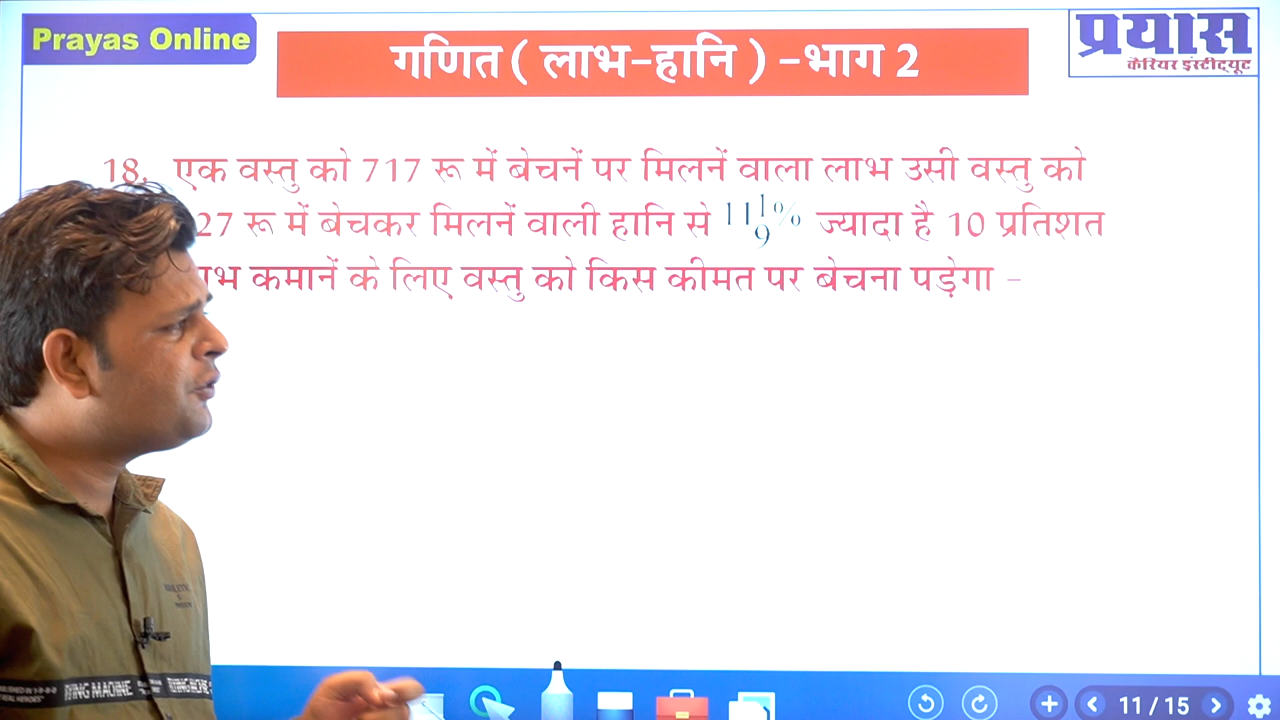 Prayas Online
गणित ( लाभ-हानि ) -भाग 2
प्रयास
कॅरियर इंस्टीट्यूट
18. एक वस्तु को 717 रू में बेचनें पर मिलनें वाला लाभ उसी वस्तु को
27 रू में बेचकर मिलनें वाली हानि से 11 1/9 % ज्यादा है 10 प्रतिशत
कमानें के लिए वस्तु को किस कीमत पर बेचना पड़ेगा -
11 / 15